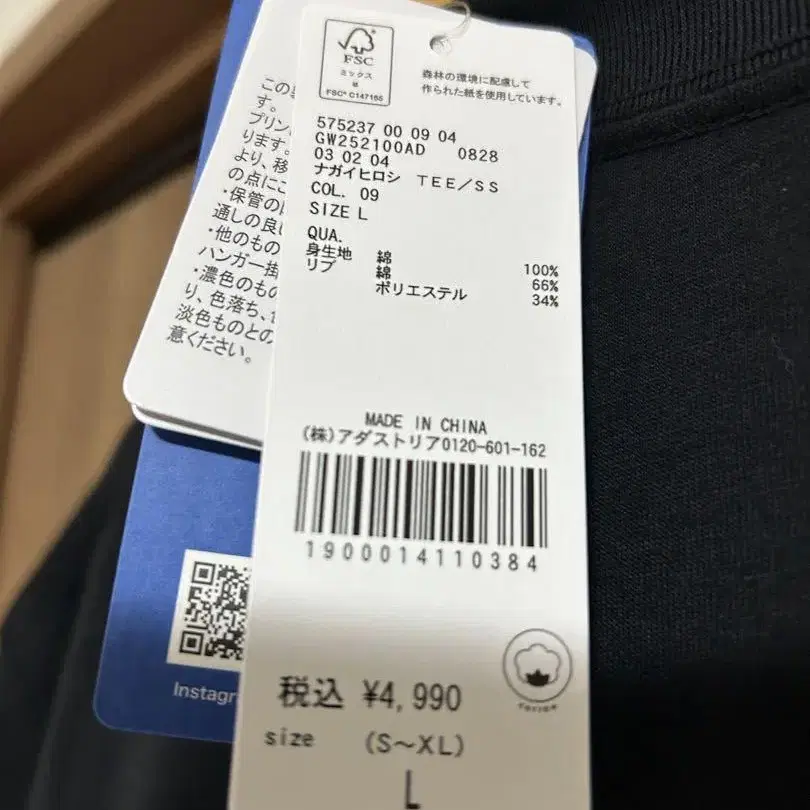 FSC
ミックス
紙
FSC® C147165
森林の環境に配慮して
作られた紙を使用しています。
575237 00 09 04
GW252100AD 0828
03 02 04
ナガイヒロシ TEE/SS
COL. 09
SIZE L
QUA.
身生地 綿 100%
リブ 綿 66%
ポリエステル 34%
MADE IN CHINA
(株)アダストリア0120-601-162
1900014110384
税込 ¥4,990
size (S~XL)
L
この
す。
プリン
ります。
より、移
の点にご
・保管の
通しの良
・他のもの
ハンガー掛
・濃色のもの
り、色落ち、
淡色ものとの
意ください。
Instagr